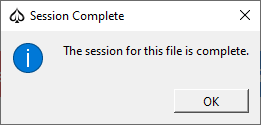 Session Complete
The session for this file is complete.
OK